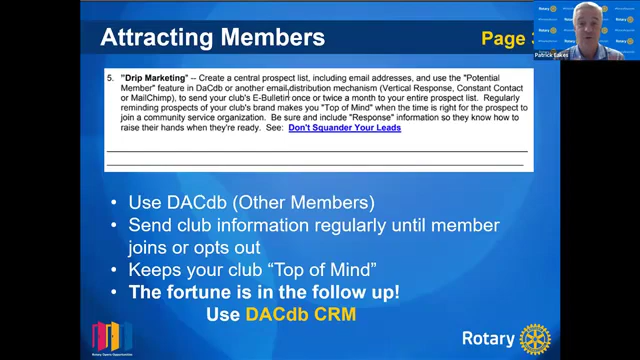 Attracting Members
Page
5. "Drip Marketing" -- Create a central prospect list, including email addresses, and use the "Potential
Member" feature in DaCdb or another email distribution mechanism (Vertical Response, Constant Contact
or MailChimp), to send your club's E-Bulletin once or twice a month to your entire prospect list. Regularly
reminding prospects of your club's brand makes you "Top of Mind" when the time is right for the prospect to
join a community service organization. Be sure and include "Response" information so they know how to
raise their hands when they're ready. See: Don't Squander Your Leads
• Use DACdb (Other Members)
• Send club information regularly until member
joins or opts out
• Keeps your club "Top of Mind"
• The fortune is in the follow up!
Use DACdb CRM
Rotary Opens Opportunities
Rotary
Rotary
Patrick Eakes